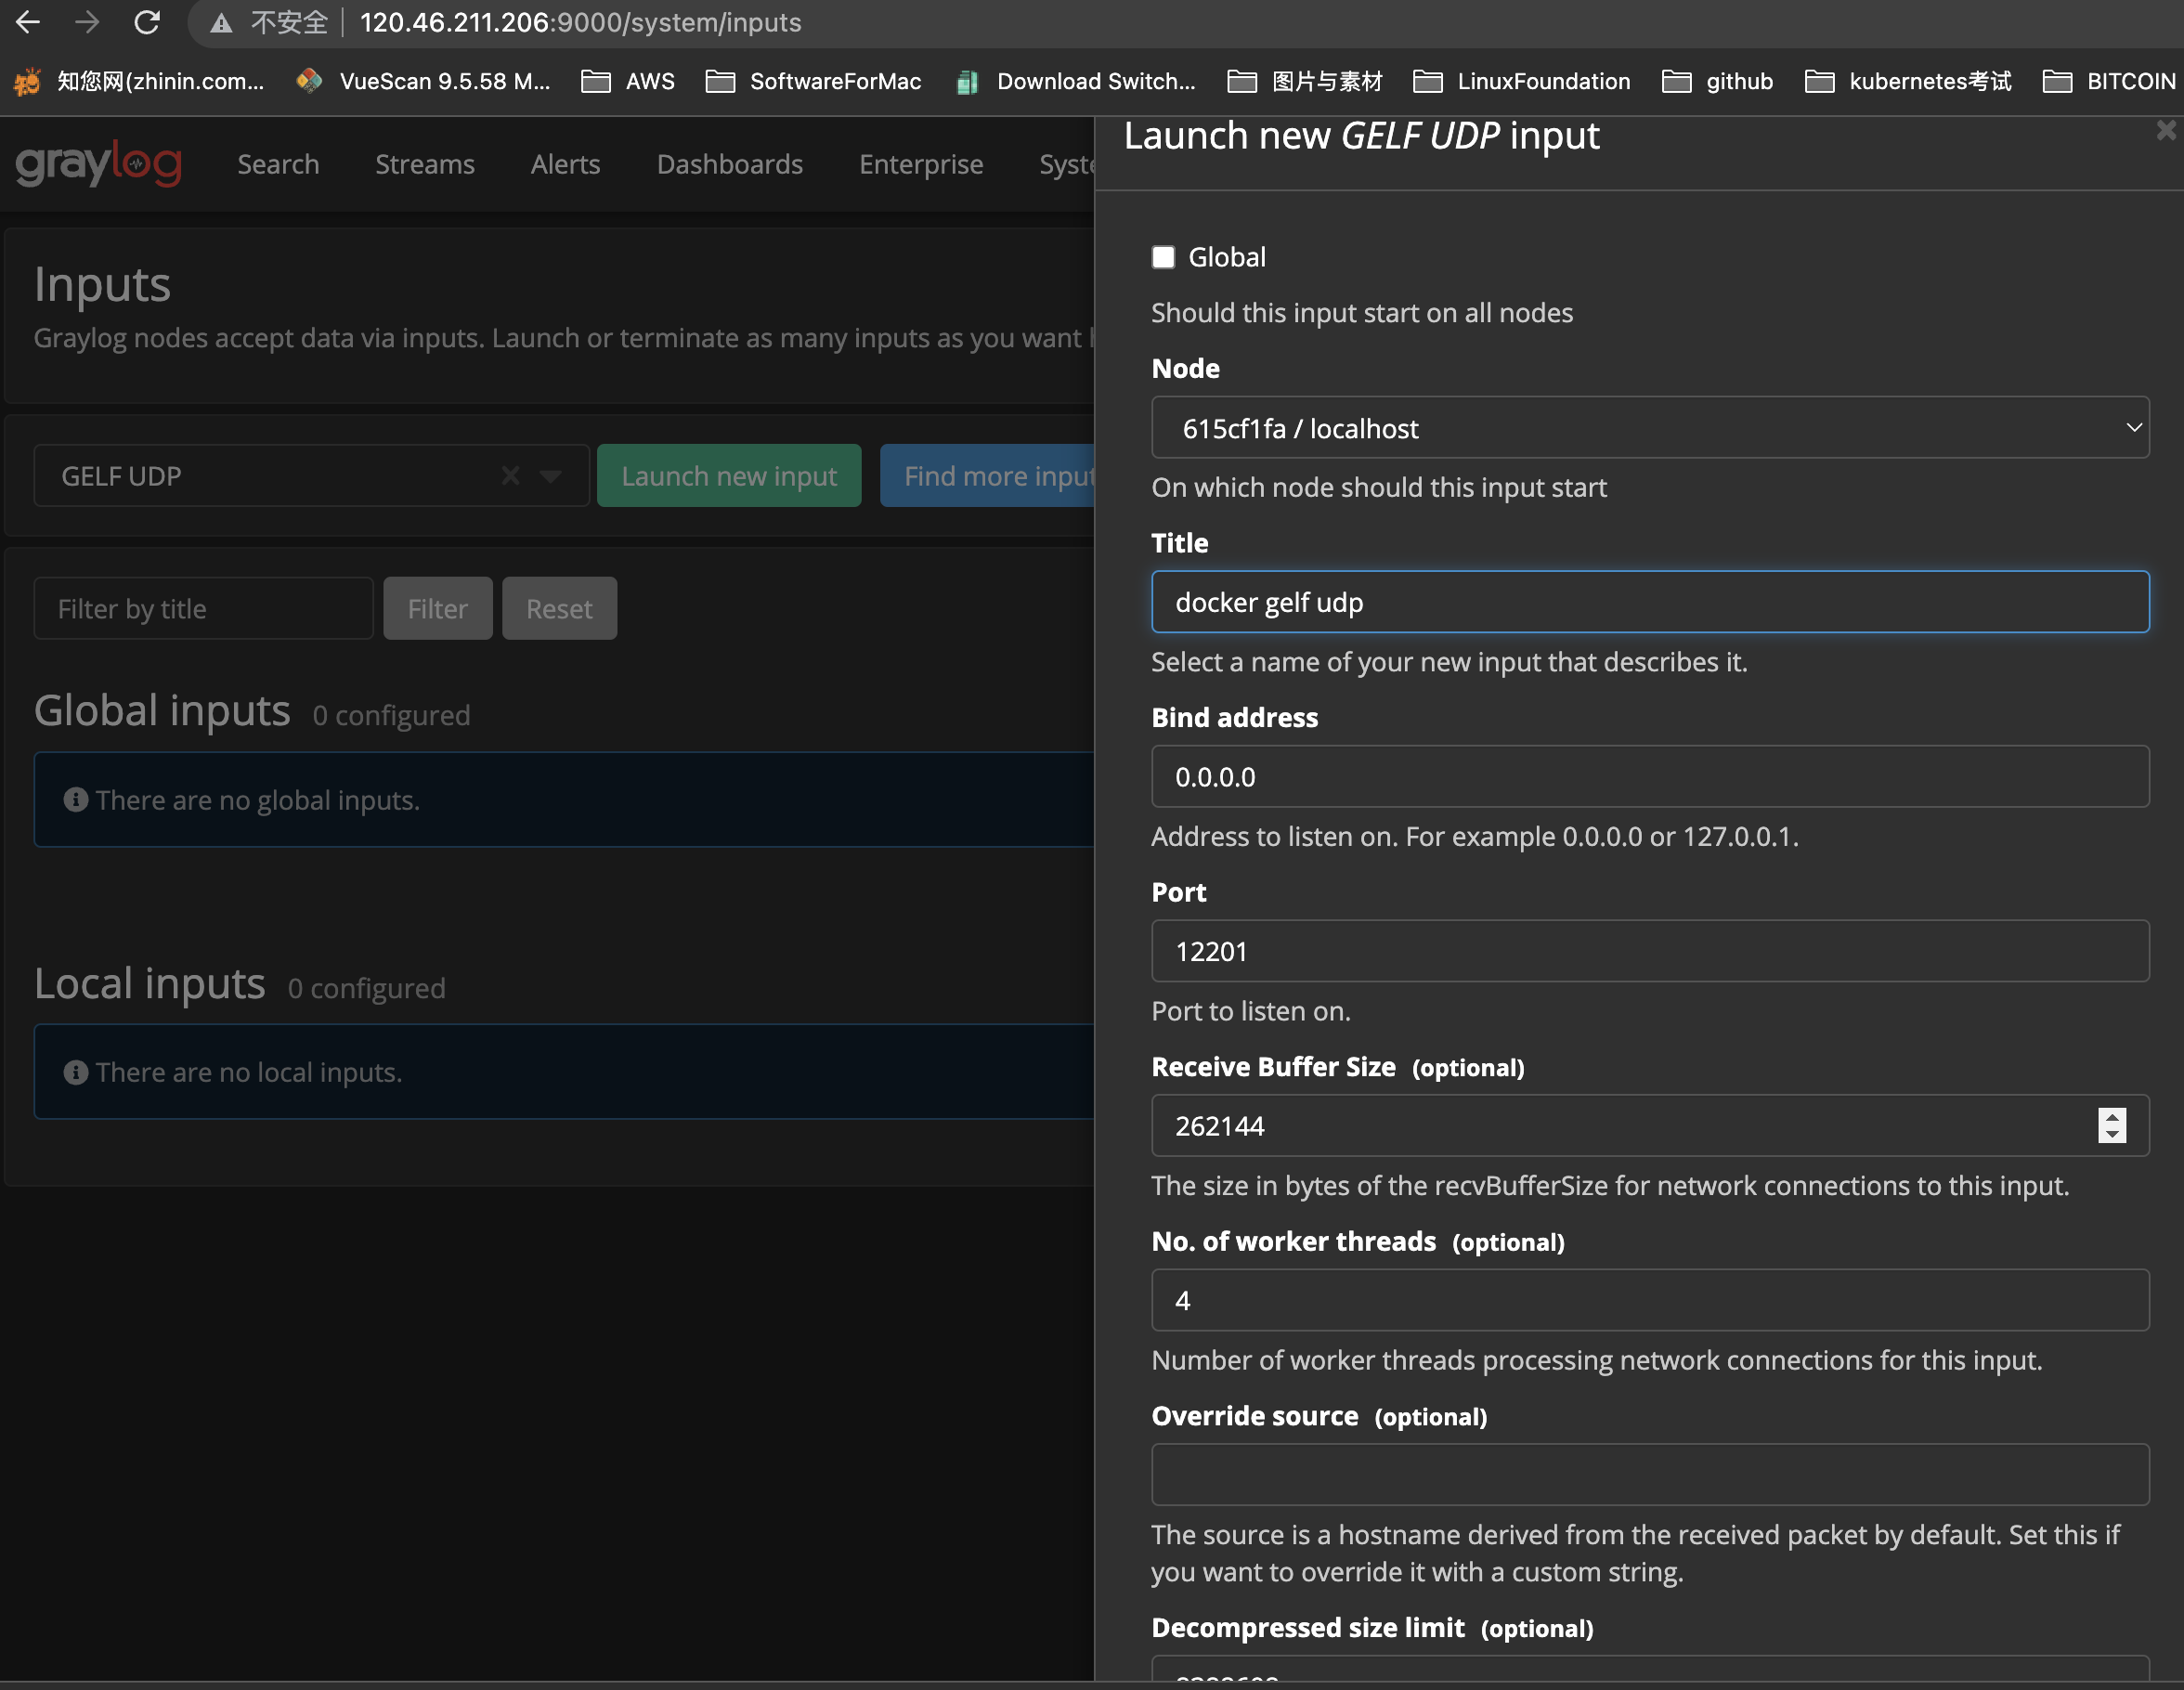 不安全 120.46.211.206:9000/system/inputs
知您网(zhinin.com... VueScan 9.5.58 M... AWS SoftwareForMac Download Switch... 图片与素材 LinuxFoundation github kubernetes考试 BITCOIN
graylog Search Streams Alerts Dashboards Enterprise Syste
Inputs
Graylog nodes accept data via inputs. Launch or terminate as many inputs as you want
GELF UDP Launch new input Find more input
Filter by title Filter Reset
Global inputs 0 configured
There are no global inputs.
Local inputs 0 configured
There are no local inputs.
Launch new GELF UDP input
Global
Should this input start on all nodes
Node
615cf1fa / localhost
On which node should this input start
Title
docker gelf udp
Select a name of your new input that describes it.
Bind address
0.0.0.0
Address to listen on. For example 0.0.0.0 or 127.0.0.1.
Port
12201
Port to listen on.
Receive Buffer Size (optional)
262144
The size in bytes of the recvBufferSize for network connections to this input.
No. of worker threads (optional)
4
Number of worker threads processing network connections for this input.
Override source (optional)
The source is a hostname derived from the received packet by default. Set this if
you want to override it with a custom string.
Decompressed size limit (optional)